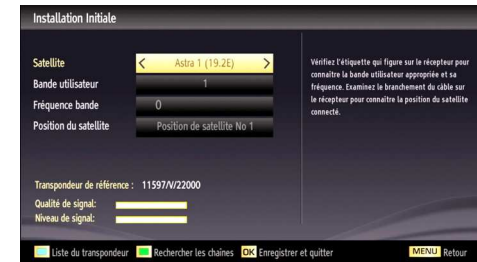 Installation Initiale
Satellite < Astra 1 (19.2E) >
Bande utilisateur 1
Fréquence bande 0
Position du satellite Position de satellite No 1
Vérifiez l'étiquette qui figure sur le récepteur pour
connaître la bande utilisateur appropriée et sa
fréquence. Examinez le branchement du câble sur
le récepteur pour connaître la position du satellite
connecté.
Transpondeur de référence : 11597/V/22000
Qualité de signal:
Niveau de signal:
Liste du transpondeur Rechercher les chaînes OK Enregistrer et quitter MENU Retour